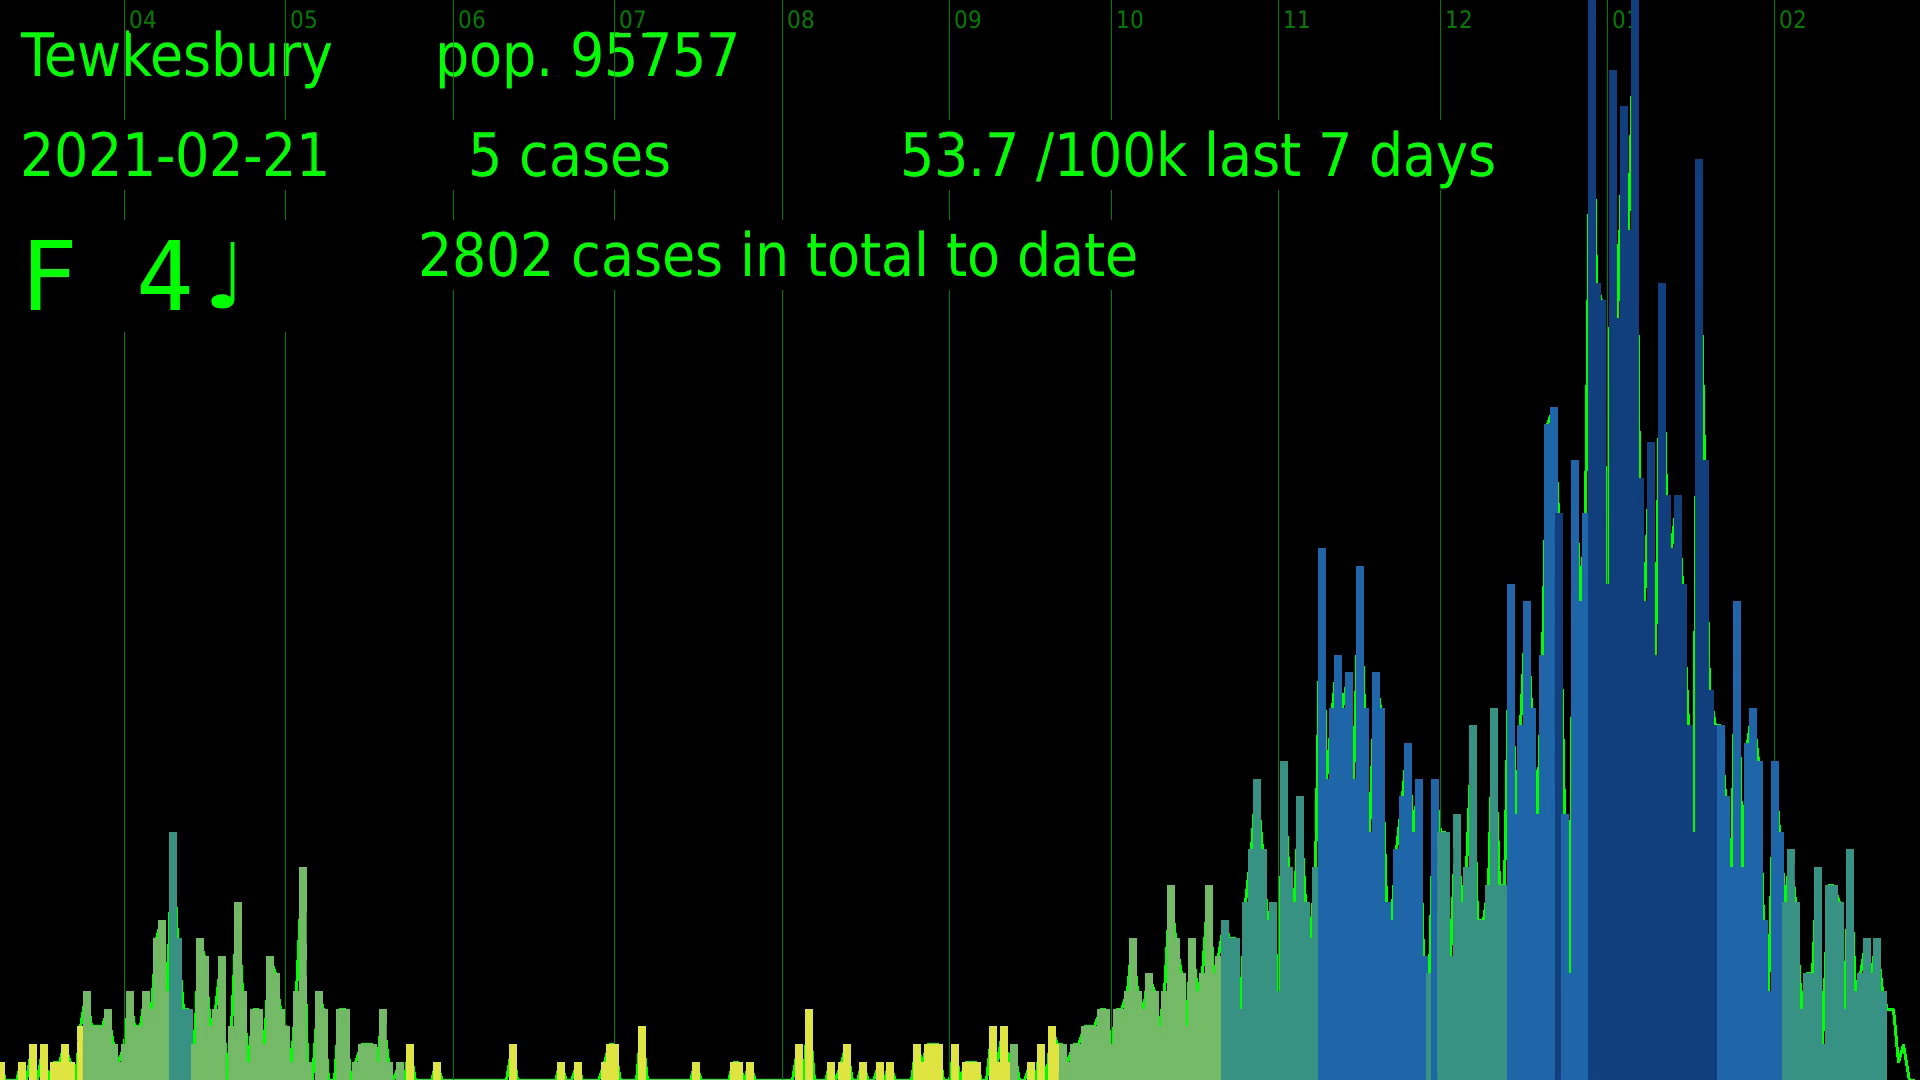 04 05 06 07 08 09 10 11 12 01 02
Tewkesbury pop. 95757
2021-02-21 5 cases 53.7 /100k last 7 days
F 4♩ 2802 cases in total to date